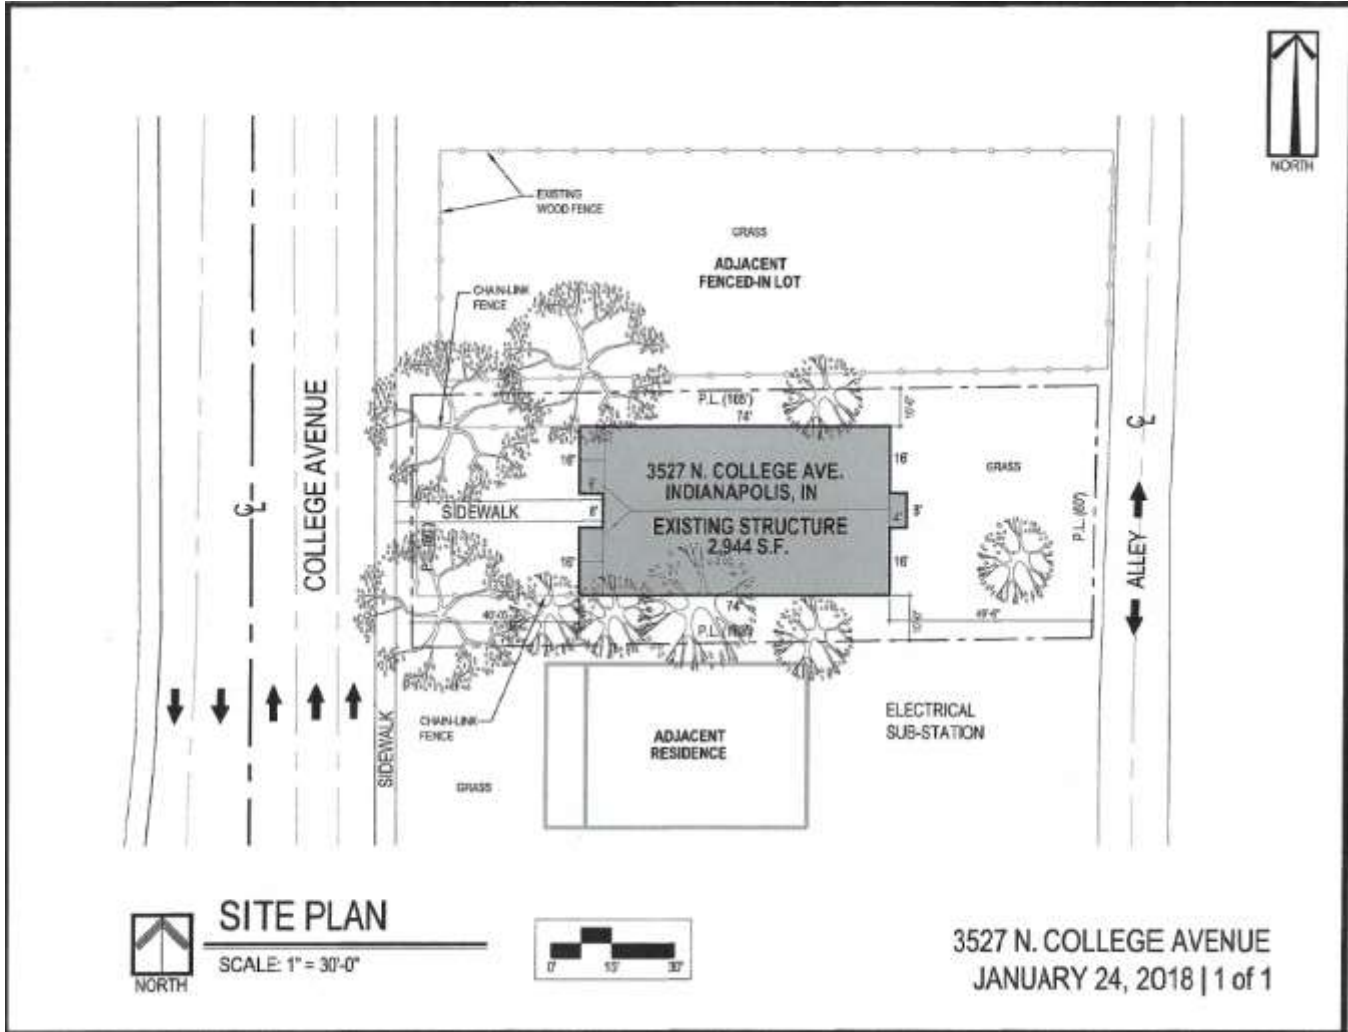 NORTH
EXISTING
WOOD FENCE
GRASS
ADJACENT
FENCED-IN LOT
CHAIN-LINK
FENCE
COLLEGE AVENUE
P.L. (165')
74'
10'-6"
16'
3527 N. COLLEGE AVE.
INDIANAPOLIS, IN
16'
GRASS
SIDEWALK
8'
EXISTING STRUCTURE
2,944 S.F.
8'
P.L. (60')
ALLEY
16'
16'
74'
P.L.
CHAIN-LINK
FENCE
SIDEWALK
ADJACENT
RESIDENCE
ELECTRICAL
SUB-STATION
GRASS
SITE PLAN
SCALE: 1" = 30'-0"
NORTH
0' 15' 30'
3527 N. COLLEGE AVENUE
JANUARY 24, 2018 | 1 of 1